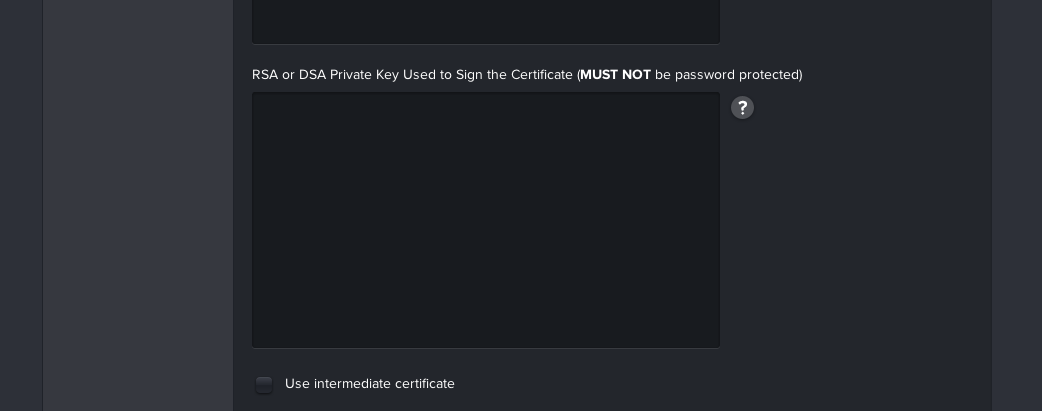 RSA or DSA Private Key Used to Sign the Certificate (MUST NOT be password protected)
?
Use intermediate certificate